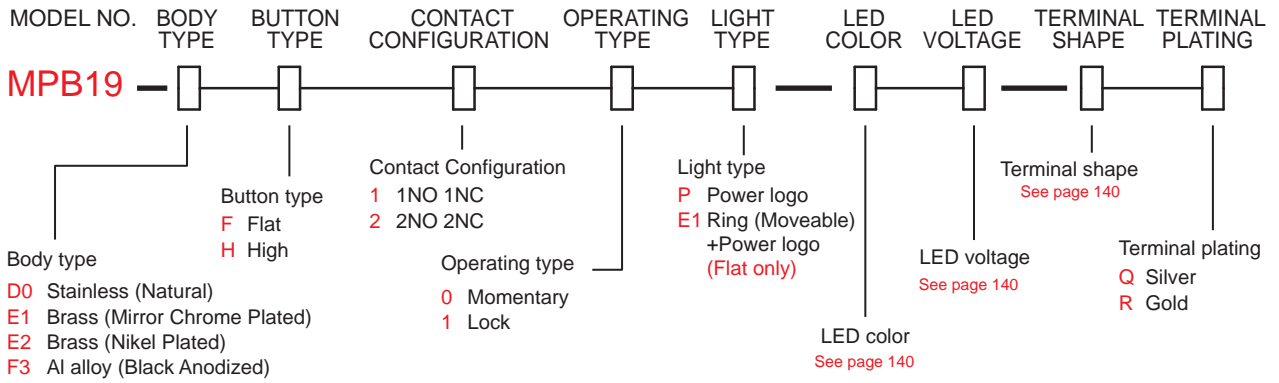 MODEL NO. BODY TYPE BUTTON TYPE CONTACT CONFIGURATION OPERATING TYPE LIGHT TYPE LED COLOR LED VOLTAGE TERMINAL SHAPE TERMINAL PLATING
MPB19
Body type
D0 Stainless (Natural)
E1 Brass (Mirror Chrome Plated)
E2 Brass (Nikel Plated)
F3 Al alloy (Black Anodized)
Button type
F Flat
H High
Contact Configuration
1 1NO 1NC
2 2NO 2NC
Operating type
0 Momentary
1 Lock
Light type
P Power logo
E1 Ring (Moveable)
+Power logo
(Flat only)
LED color
See page 140
LED voltage
See page 140
Terminal shape
See page 140
Terminal plating
Q Silver
R Gold